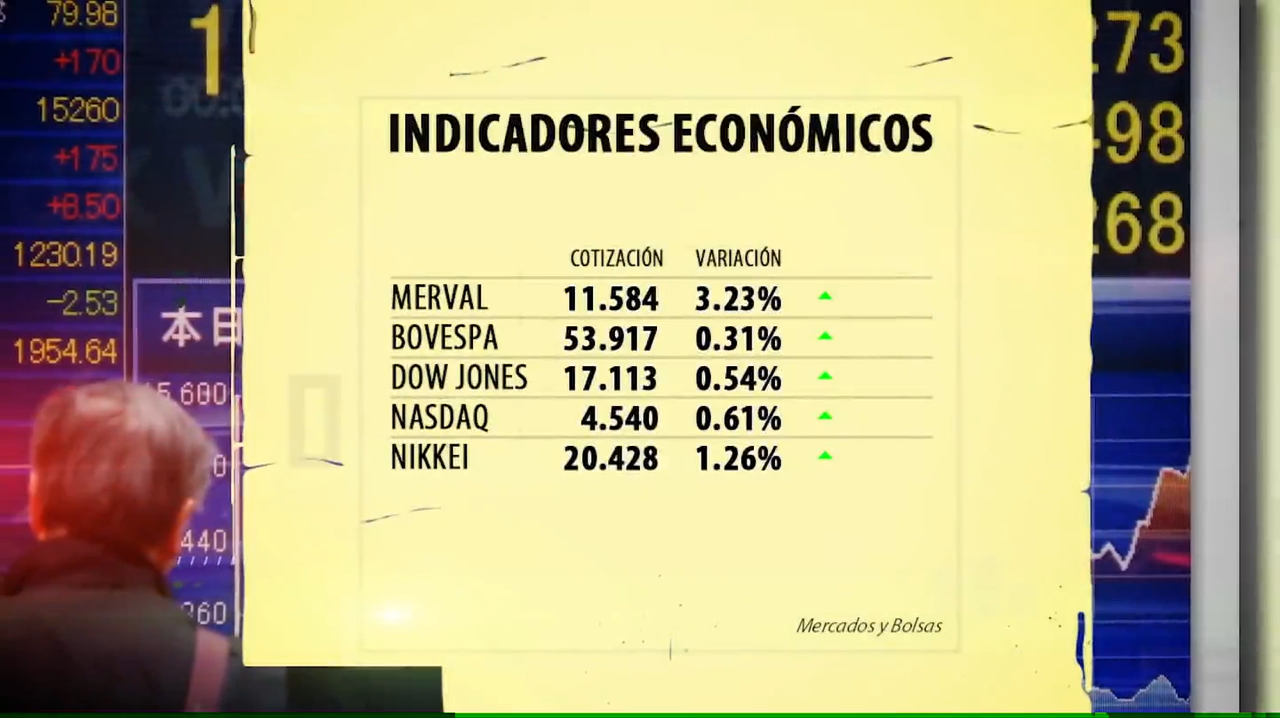 79.98
+170
15260
+175
+8.50
1230.19
−2.53
1954.64
本日
INDICADORES ECONÓMICOS
COTIZACIÓN VARIACIÓN
MERVAL 11.584 3.23%
BOVESPA 53.917 0.31%
DOW JONES 17.113 0.54%
NASDAQ 4.540 0.61%
NIKKEI 20.428 1.26%
Mercados y Bolsas
273
498
268